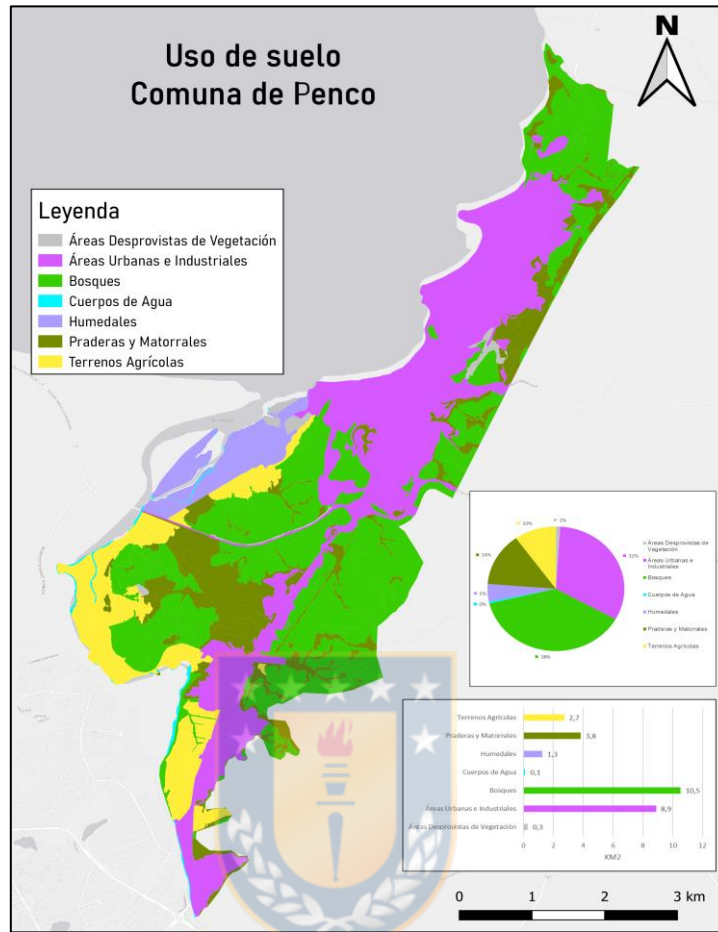 Uso de suelo
Comuna de Penco
N
Leyenda
Áreas Desprovistas de Vegetación
Áreas Urbanas e Industriales
Bosques
Cuerpos de Agua
Humedales
Praderas y Matorrales
Terrenos Agrícolas
10%
1%
14%
32%
5%
0%
38%
Áreas Desprovistas de
Vegetación
Áreas Urbanas e
Industriales
Bosques
Cuerpos de Agua
Humedales
Praderas y Matorrales
Terrenos Agrícolas
Terrenos Agrícolas 2,7
Praderas y Matorrales 3,8
Humedales 1,3
Cuerpos de Agua 0,1
Bosques 10,5
Áreas Urbanas e Industriales 8,9
Áreas Desprovistas de Vegetación 0,3
0 2 4 6 8 10 12
KM2
0 1 2 3 km